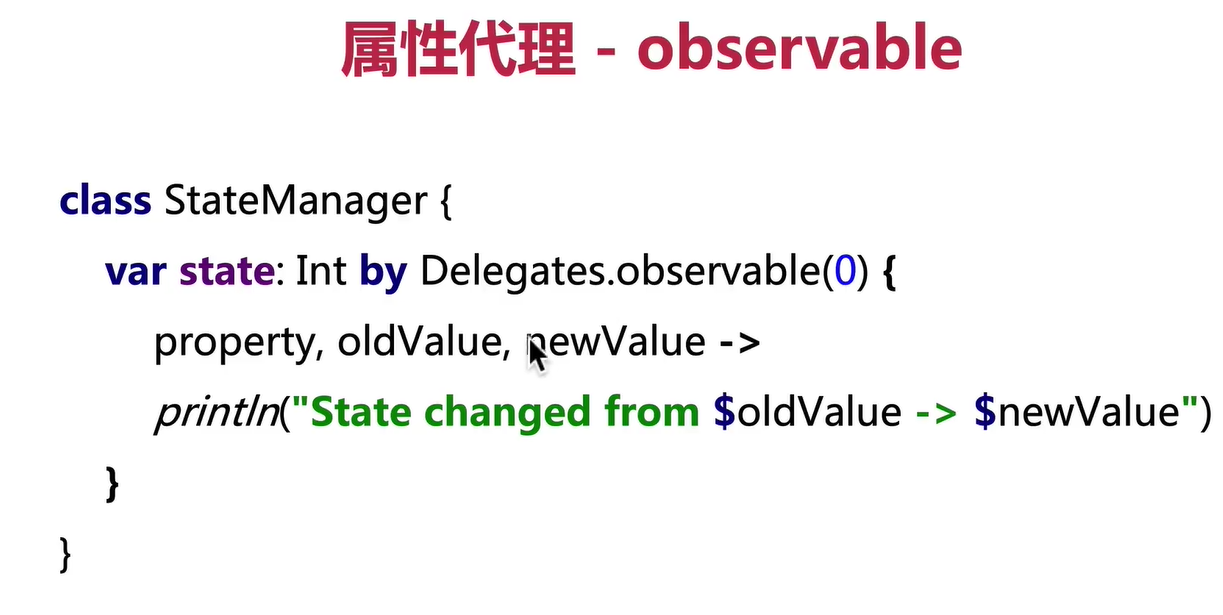 属性代理 - observable
class StateManager {
var state: Int by Delegates.observable(0) {
property, oldValue, newValue ->
println("State changed from $oldValue -> $newValue")
}
}